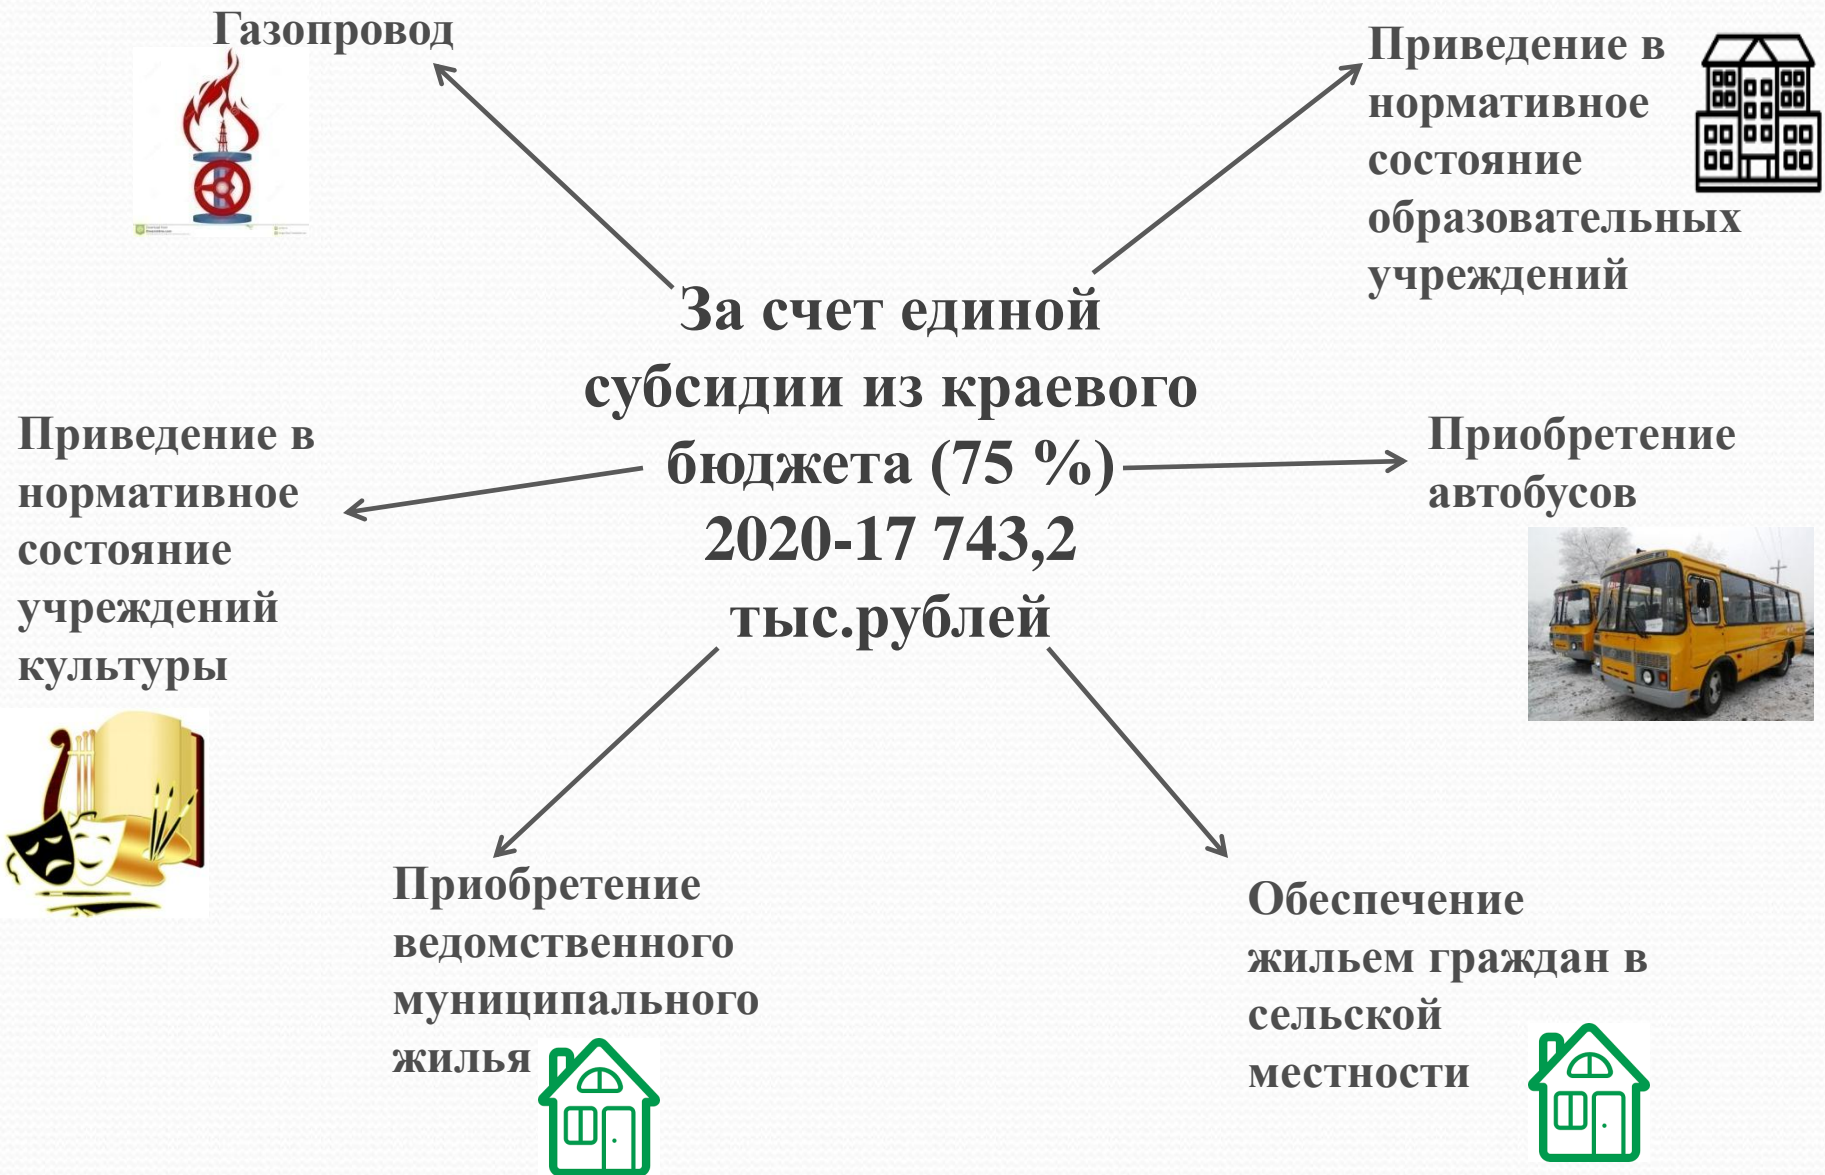 Газопровод
Приведение в
нормативное
состояние
образовательных
учреждений
За счет единой
субсидии из краевого
бюджета (75 %)
2020-17 743,2
тыс.рублей
Приведение в
нормативное
состояние
учреждений
культуры
Приобретение
автобусов
Приобретение
ведомственного
муниципального
жилья
Обеспечение
жильем граждан в
сельской
местности